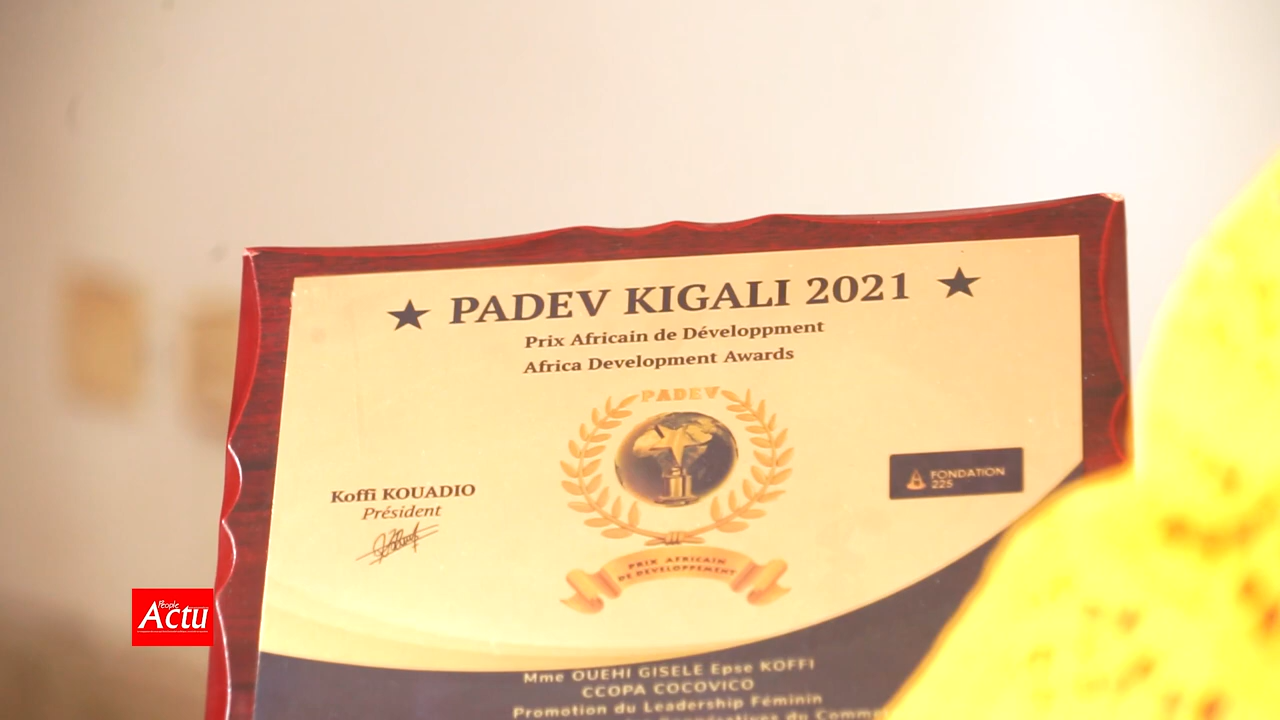 ★ PADEV KIGALI 2021 ★
Prix Africain de Développment
Africa Development Awards
PADEV
Koffi KOUADIO
Président
FONDATION
225
PRIX AFRICAIN
DE DEVELOPPEMENT
People
Actu
Mme OUEHI GISELE Epse KOFFI
CCOPA COCOVICO
Promotion du Leadership Féminin